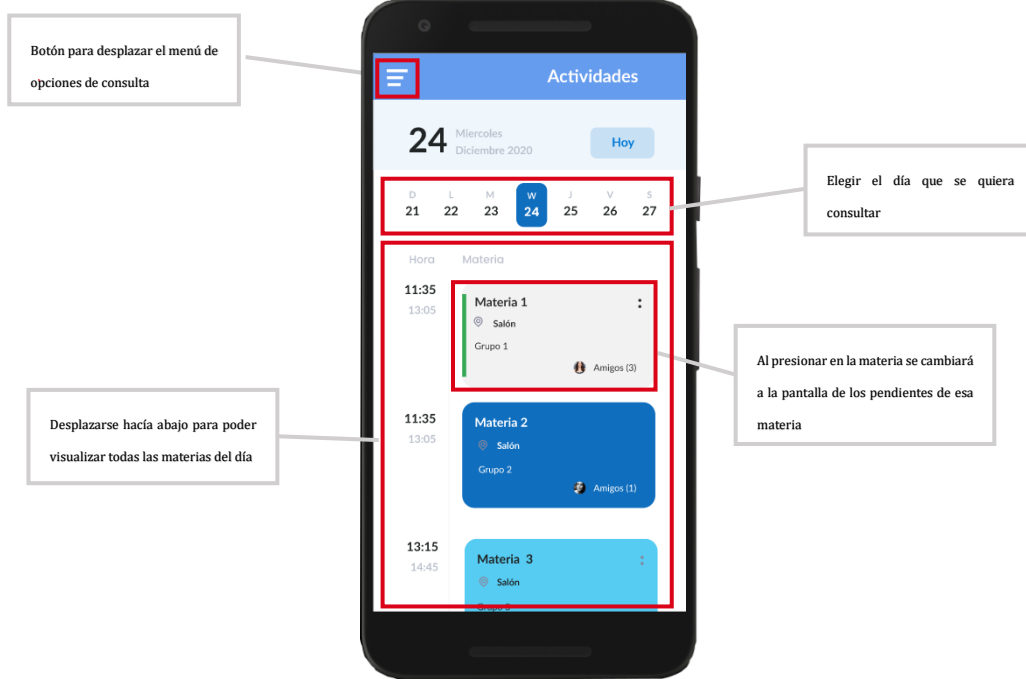 Botón para desplazar el menú de
opciones de consulta
Actividades
24
Miercoles
Diciembre 2020
Hoy
D L M W J V S
21 22 23 24 25 26 27
Elegir el día que se quiera
consultar
Hora Materia
11:35
13:05
Materia 1
Salón
Grupo 1
Amigos (3)
Al presionar en la materia se cambiará
a la pantalla de los pendientes de esa
materia
Desplazarse hacía abajo para poder
visualizar todas las materias del día
11:35
13:05
Materia 2
Salón
Grupo 2
Amigos (1)
13:15
14:45
Materia 3
Salón
Grupo